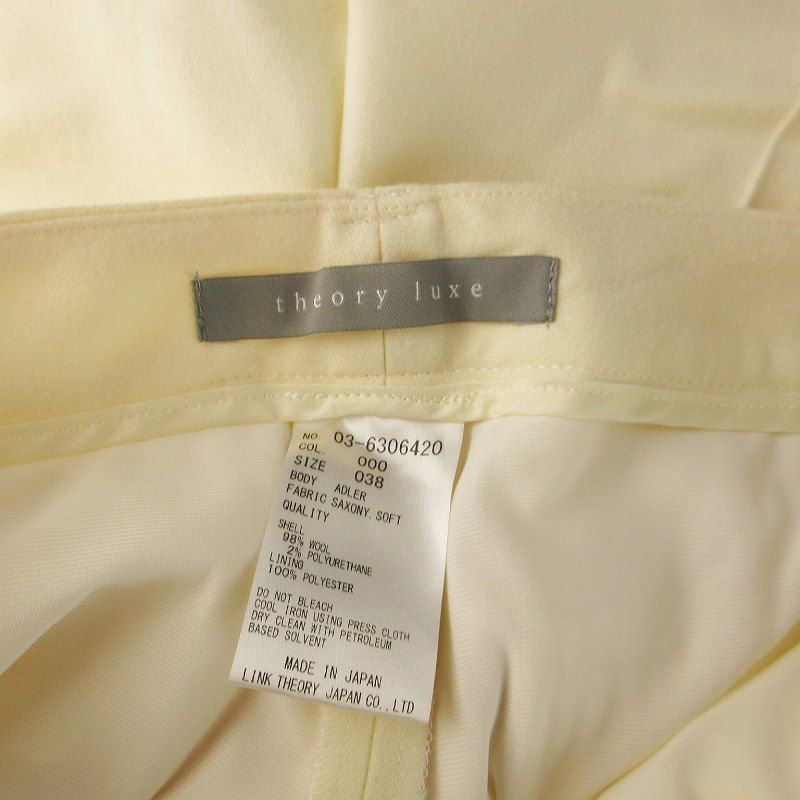 theory luxe
NO. 03-6306420
COL. 000
SIZE 038
BODY ADLER
FABRIC SAXONY.SOFT
QUALITY
SHELL
98% WOOL
2% POLYURETHANE
LINING
100% POLYESTER
DO NOT BLEACH
COOL IRON USING PRESS CLOTH
DRY CLEAN WITH PETROLEUM
BASED SOLVENT
MADE IN JAPAN
LINK THEORY JAPAN CO.,LTD